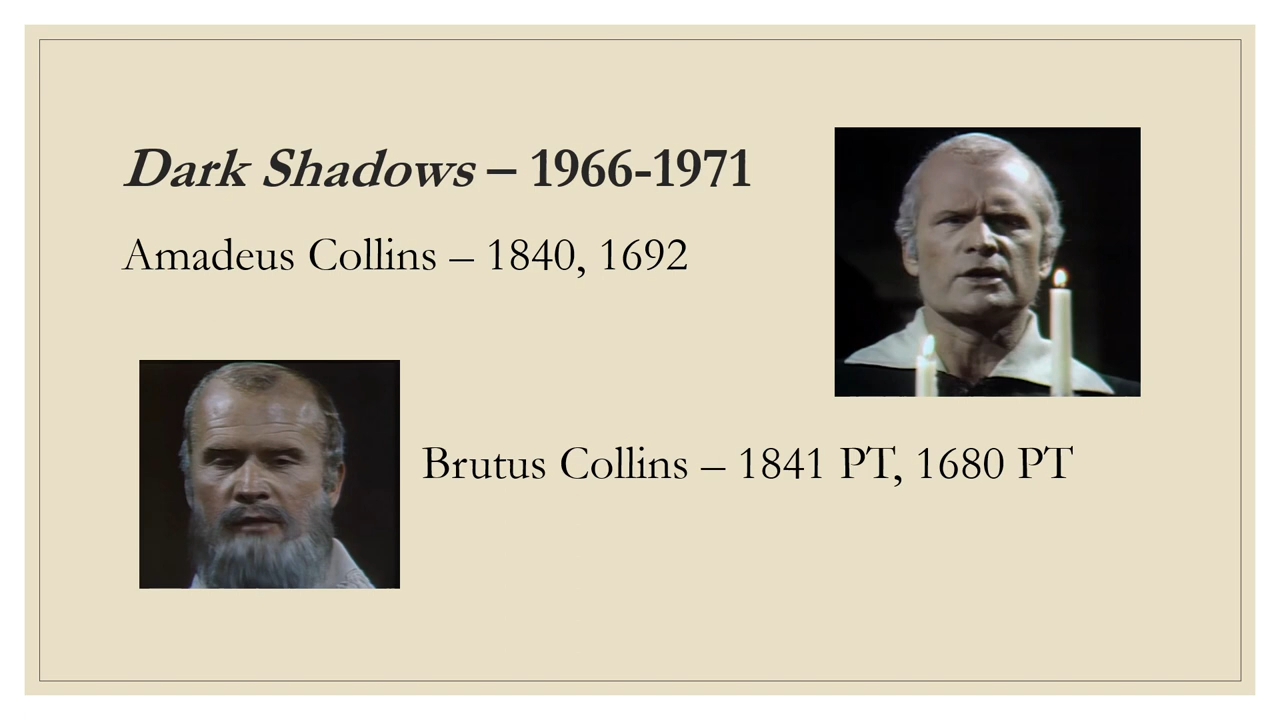 Dark Shadows – 1966-1971
Amadeus Collins – 1840, 1692
Brutus Collins – 1841 PT, 1680 PT